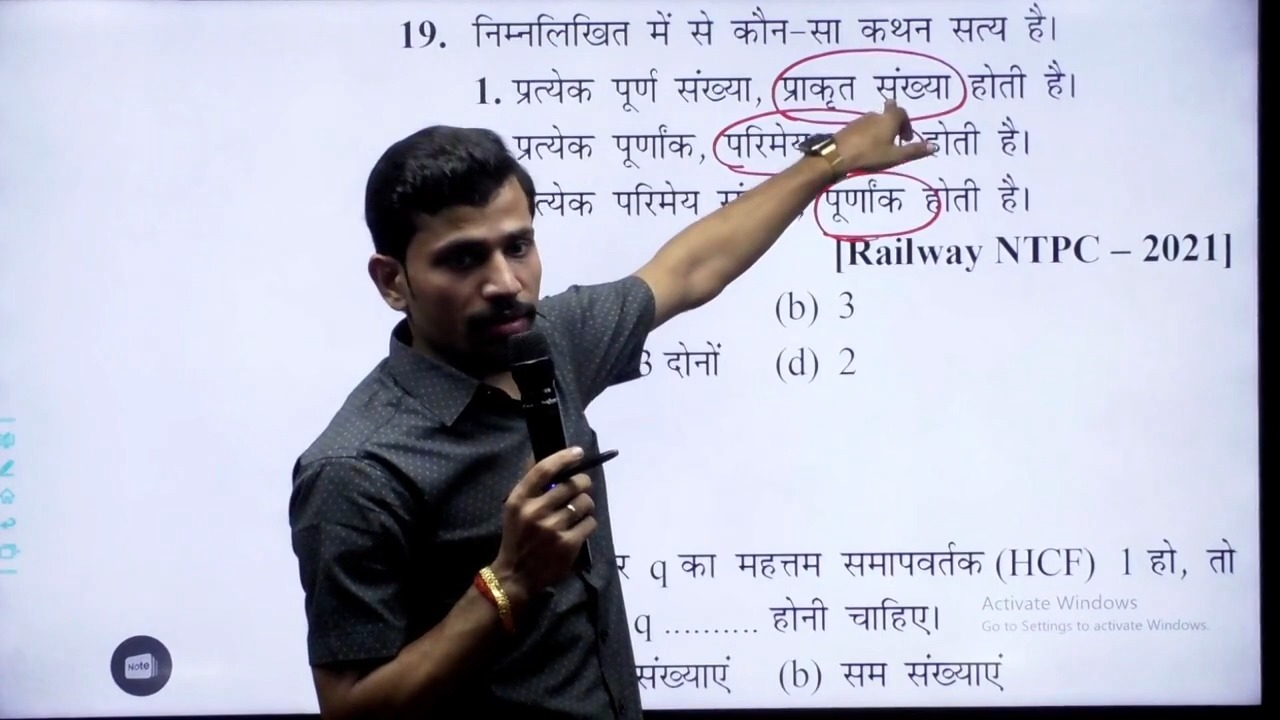 19. निम्नलिखित में से कौन-सा कथन सत्य है।
1. प्रत्येक पूर्ण संख्या, प्राकृत संख्या होती है।
प्रत्येक पूर्णांक, परिमेय होती है।
त्येक परिमेय पूर्णांक होती है।
[Railway NTPC – 2021]
(b) 3
3 दोनों (d) 2
र q का महत्तम समापवर्तक (HCF) 1 हो, तो
q .......... होनी चाहिए।
Activate Windows
Go to Settings to activate Windows.
संख्याएं (b) सम संख्याएं
Note